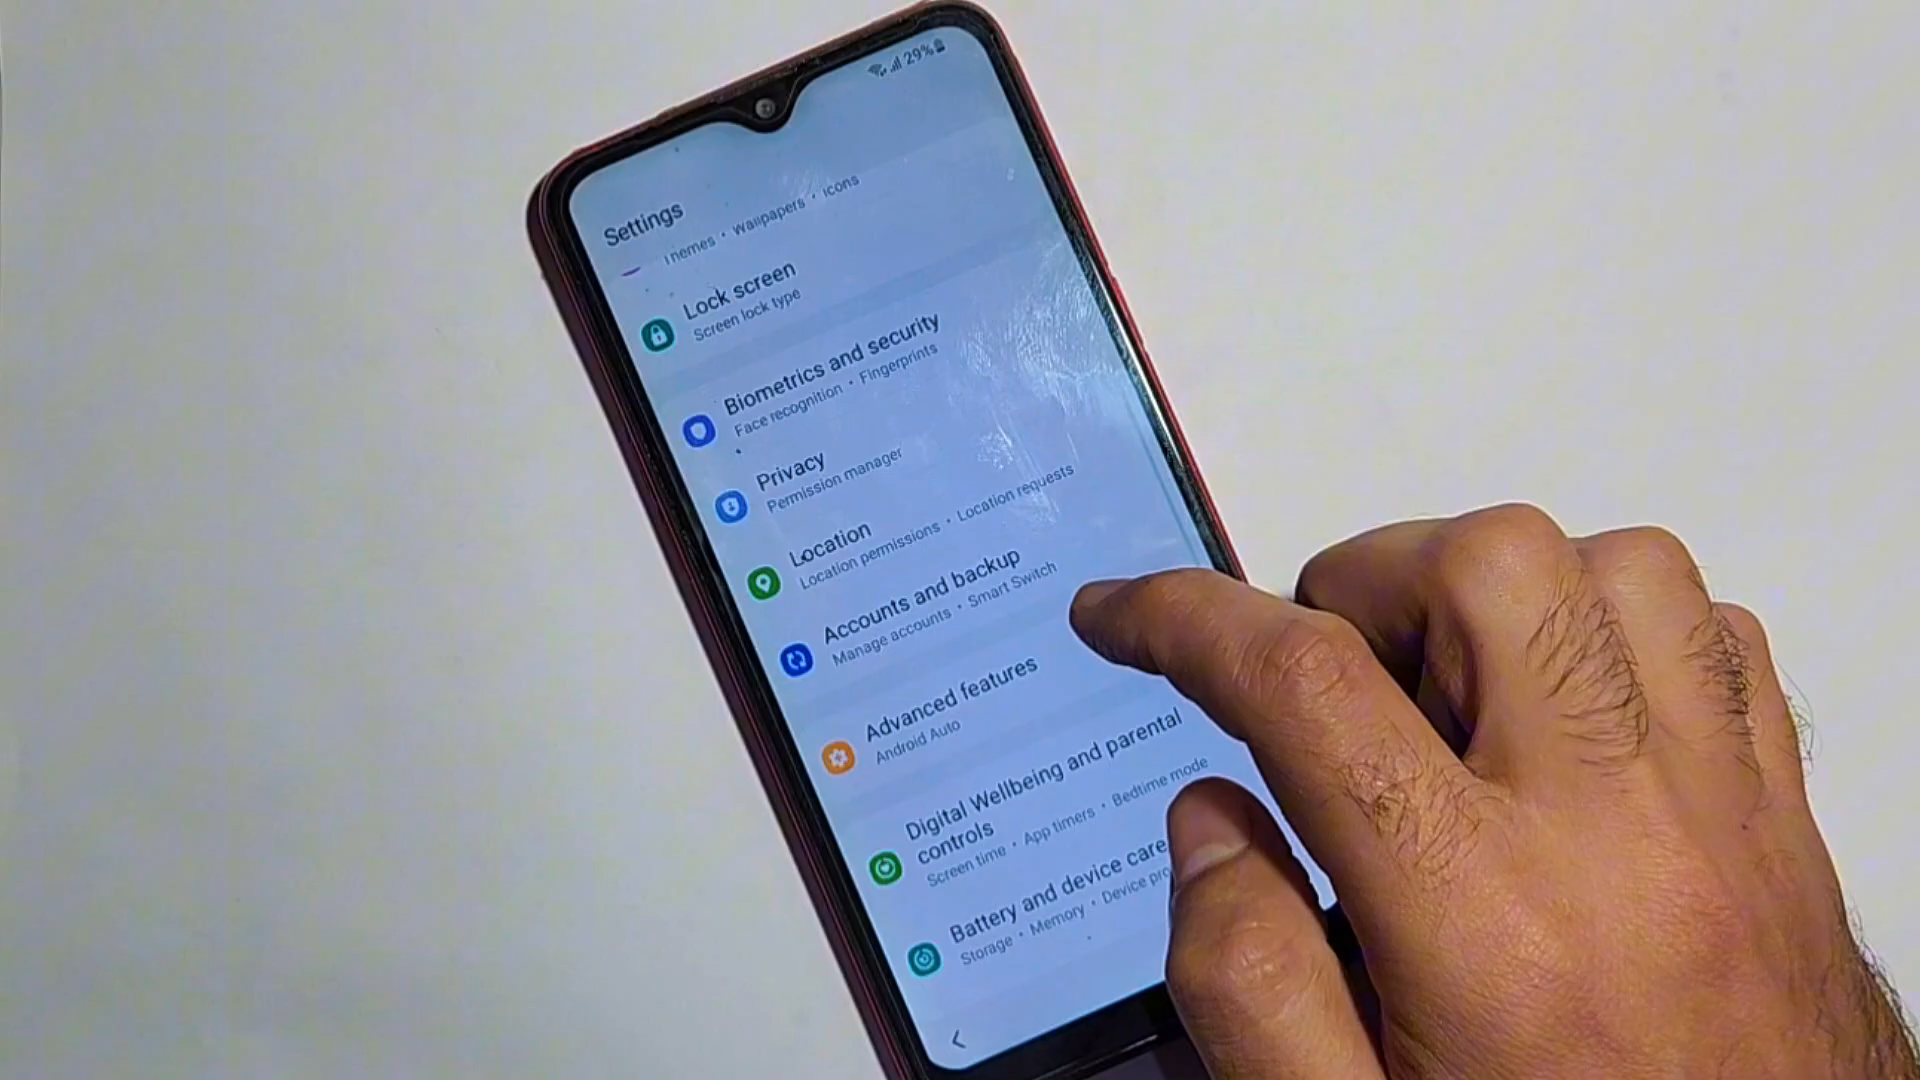 29%
Settings
Themes • Wallpapers • Icons
Lock screen
Screen lock type
Biometrics and security
Face recognition • Fingerprints
Privacy
Permission manager
Location
Location permissions • Location requests
Accounts and backup
Manage accounts • Smart Switch
Advanced features
Android Auto
Digital Wellbeing and parental
controls
Screen time • App timers • Bedtime mode
Battery and device care
Storage • Memory • Device